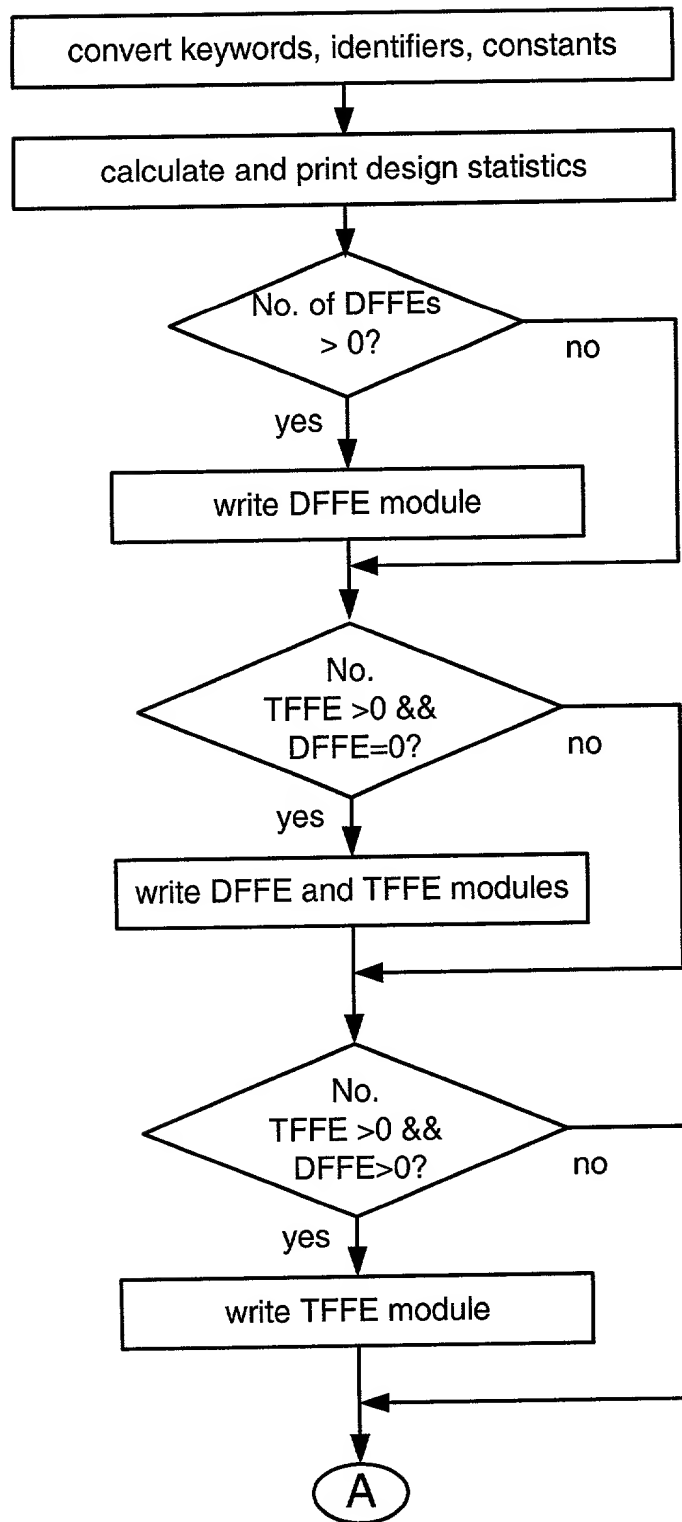 convert keywords, identifiers, constants
calculate and print design statistics
No. of DFFEs
> 0?
no
yes
write DFFE module
No.
TFFE >0 &&
DFFE=0?
no
yes
write DFFE and TFFE modules
No.
TFFE >0 &&
DFFE>0?
no
yes
write TFFE module
A